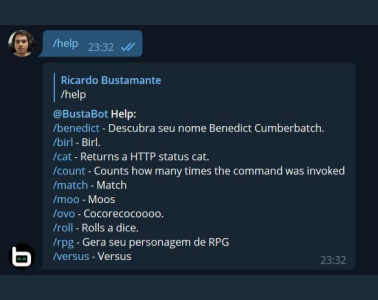 /help 23:32
Ricardo Bustamante
/help
@BustaBot Help:
/benedict - Descubra seu nome Benedict Cumberbatch.
/birl - Birl.
/cat - Returns a HTTP status cat.
/count - Counts how many times the command was invoked
/match - Match
/moo - Moos
/ovo - Cocorecocoooo.
/roll - Rolls a dice.
/rpg - Gera seu personagem de RPG
/versus - Versus
23:32